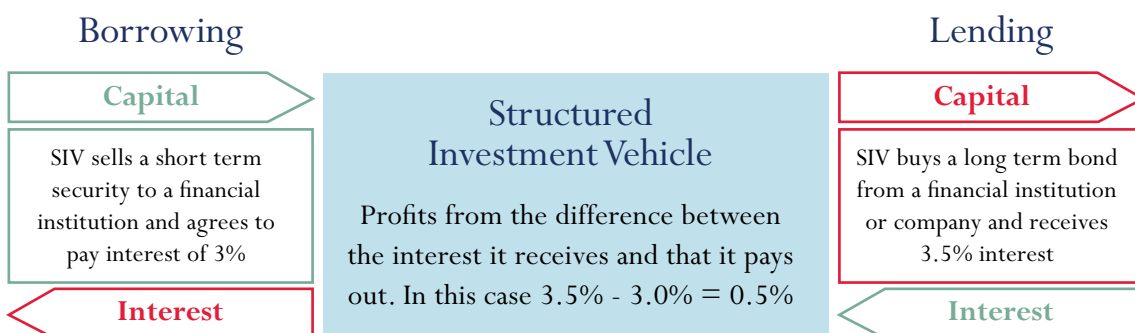 Borrowing
Capital
SIV sells a short term
security to a financial
institution and agrees to
pay interest of 3%
Interest
Structured
Investment Vehicle
Profits from the difference between
the interest it receives and that it pays
out. In this case 3.5% - 3.0% = 0.5%
Lending
Capital
SIV buys a long term bond
from a financial institution
or company and receives
3.5% interest
Interest